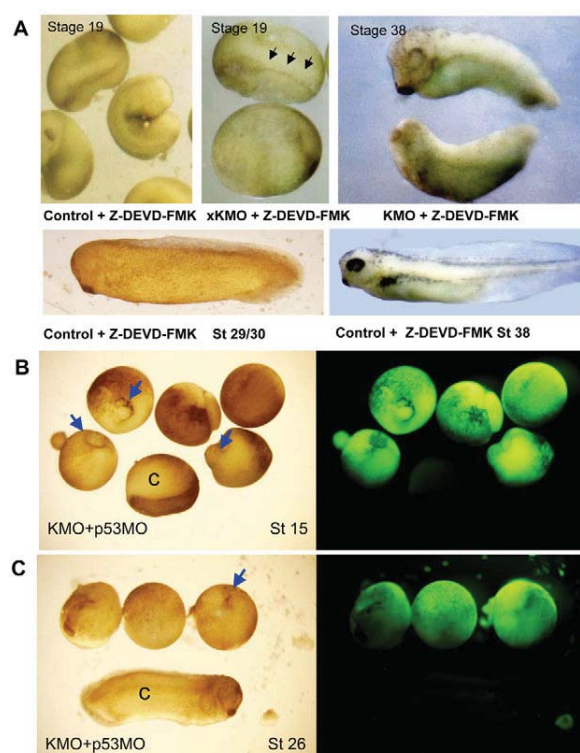 A
Stage 19
Stage 19
Stage 38
Control + Z-DEVD-FMK xKMO + Z-DEVD-FMK KMO + Z-DEVD-FMK
Control + Z-DEVD-FMK St 29/30
Control + Z-DEVD-FMK St 38
B
C
KMO+p53MO
St 15
C
C
KMO+p53MO
St 26